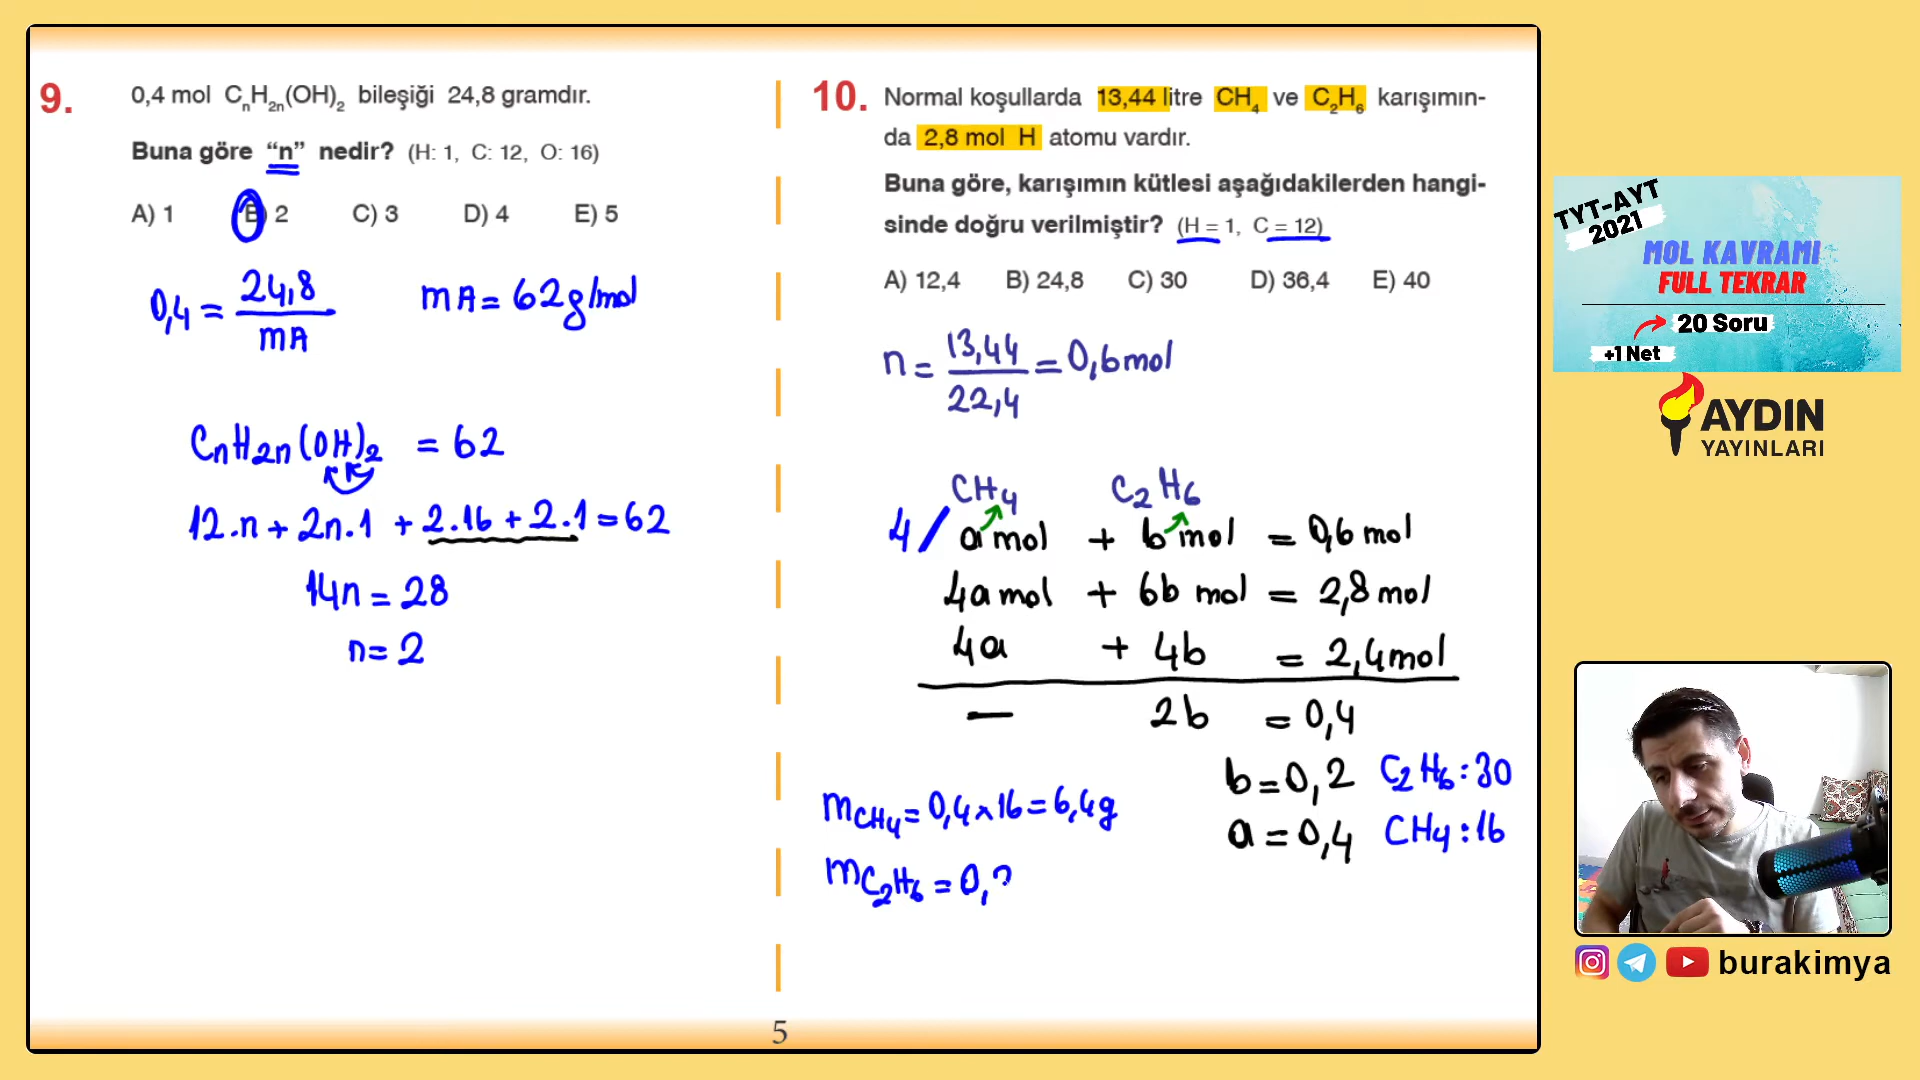 9.
0,4 mol CnH2n(OH)2 bileşiği 24,8 gramdır.
Buna göre “n” nedir? (H: 1, C: 12, O: 16)
A) 1 B) 2 C) 3 D) 4 E) 5
0,4 = 24,8 / mA
mA = 62 g/mol
CnH2n(OH)2 = 62
12.n + 2n.1 + 2.16 + 2.1 = 62
14n = 28
n = 2
10.
Normal koşullarda 13,44 litre CH4 ve C2H6 karışımın-
da 2,8 mol H atomu vardır.
Buna göre, karışımın kütlesi aşağıdakilerden hangi-
sinde doğru verilmiştir? (H = 1, C = 12)
A) 12,4 B) 24,8 C) 30 D) 36,4 E) 40
n = 13,44 / 22,4 = 0,6 mol
CH4 C2H6
4 / a mol + b mol = 0,6 mol
4a mol + 6b mol = 2,8 mol
4a + 4b = 2,4 mol
— 2b = 0,4
b = 0,2 C2H6 : 30
a = 0,4 CH4 : 16
mCH4 = 0,4 x 16 = 6,4 g
mC2H6 = 0,
5
TYT-AYT
2021
MOL KAVRAMI
FULL TEKRAR
20 Soru
+1 Net
AYDIN
YAYINLARI
burakimya